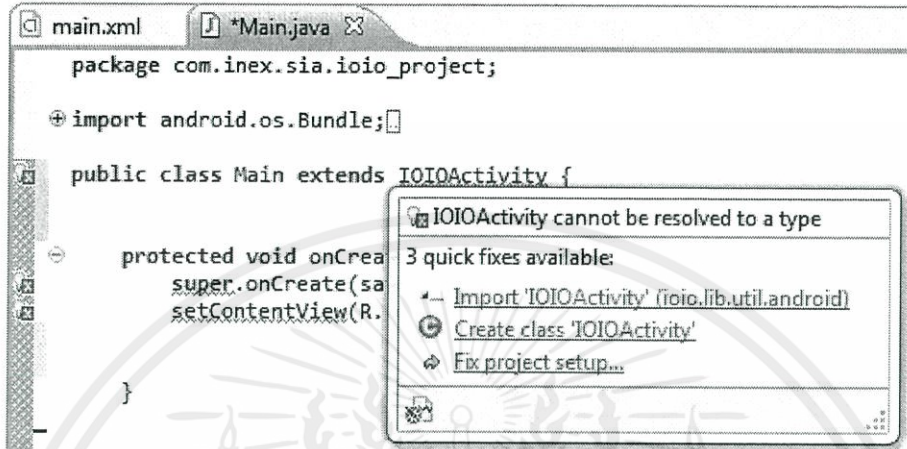 main.xml
*Main.java
package com.inex.sia.ioio_project;
import android.os.Bundle;
public class Main extends IOIOActivity {
IOIOActivity cannot be resolved to a type
protected void onCrea
3 quick fixes available:
super.onCreate(sa
Import 'IOIOActivity' (ioio.lib.util.android)
setContentView(R.
Create class 'IOIOActivity'
Fix project setup...
}